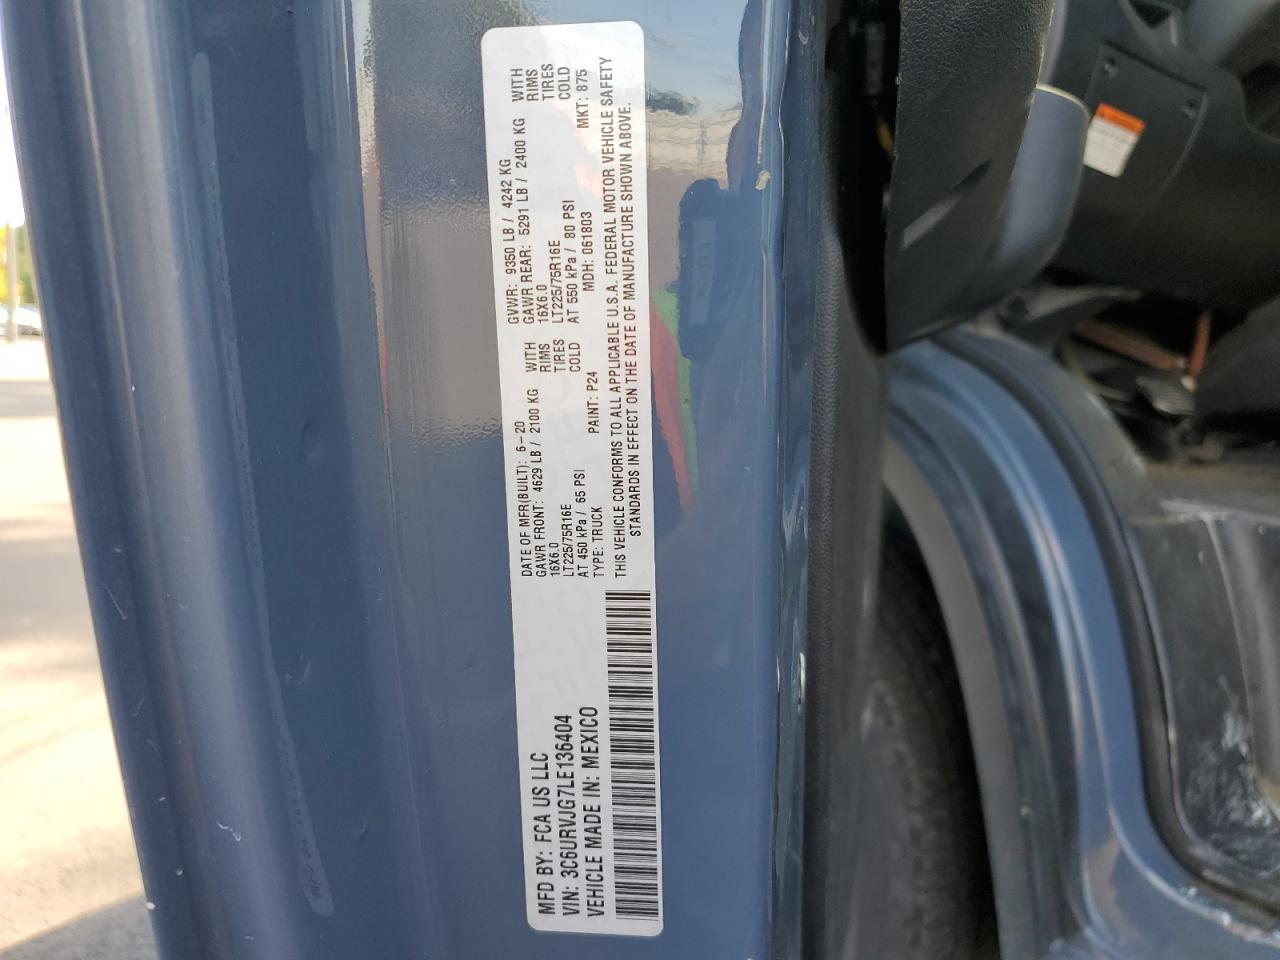 MFD BY: FCA US LLC
VIN: 3C6URVJG7LE136404
VEHICLE MADE IN: MEXICO
DATE OF MFR(BUILT): 6-20 GVWR: 9350 LB / 4242 KG
GAWR FRONT: 4629 LB / 2100 KG WITH GAWR REAR: 5291 LB / 2400 KG WITH
16X6.0 RIMS 16X6.0 RIMS
LT225/75R16E TIRES LT225/75R16E TIRES
AT 450 kPa / 65 PSI COLD AT 550 kPa / 80 PSI COLD
TYPE: TRUCK PAINT: P24 MDH: 061803 MKT: 875
THIS VEHICLE CONFORMS TO ALL APPLICABLE U.S.A. FEDERAL MOTOR VEHICLE SAFETY
STANDARDS IN EFFECT ON THE DATE OF MANUFACTURE SHOWN ABOVE.